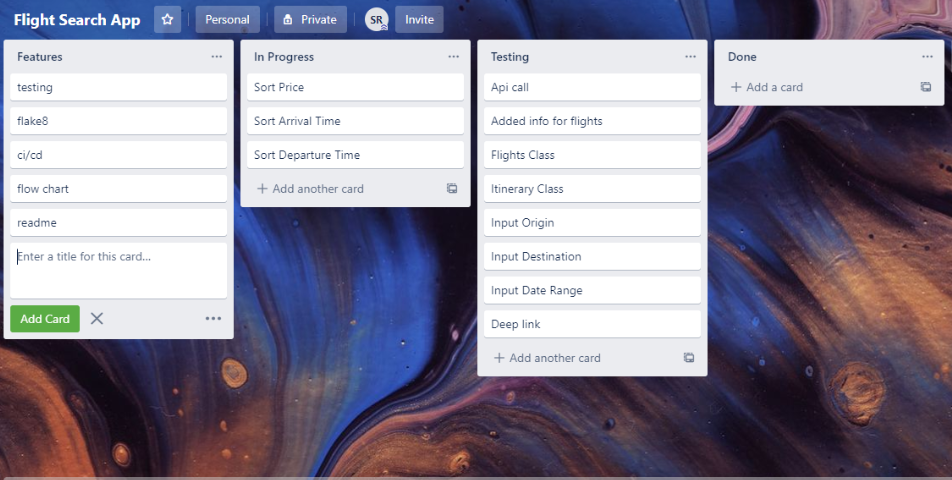 Flight Search App
Personal
Private
SR
Invite
Features
testing
flake8
ci/cd
flow chart
readme
Enter a title for this card...
Add Card
In Progress
Sort Price
Sort Arrival Time
Sort Departure Time
Add another card
Testing
Api call
Added info for flights
Flights Class
Itinerary Class
Input Origin
Input Destination
Input Date Range
Deep link
Add another card
Done
Add a card